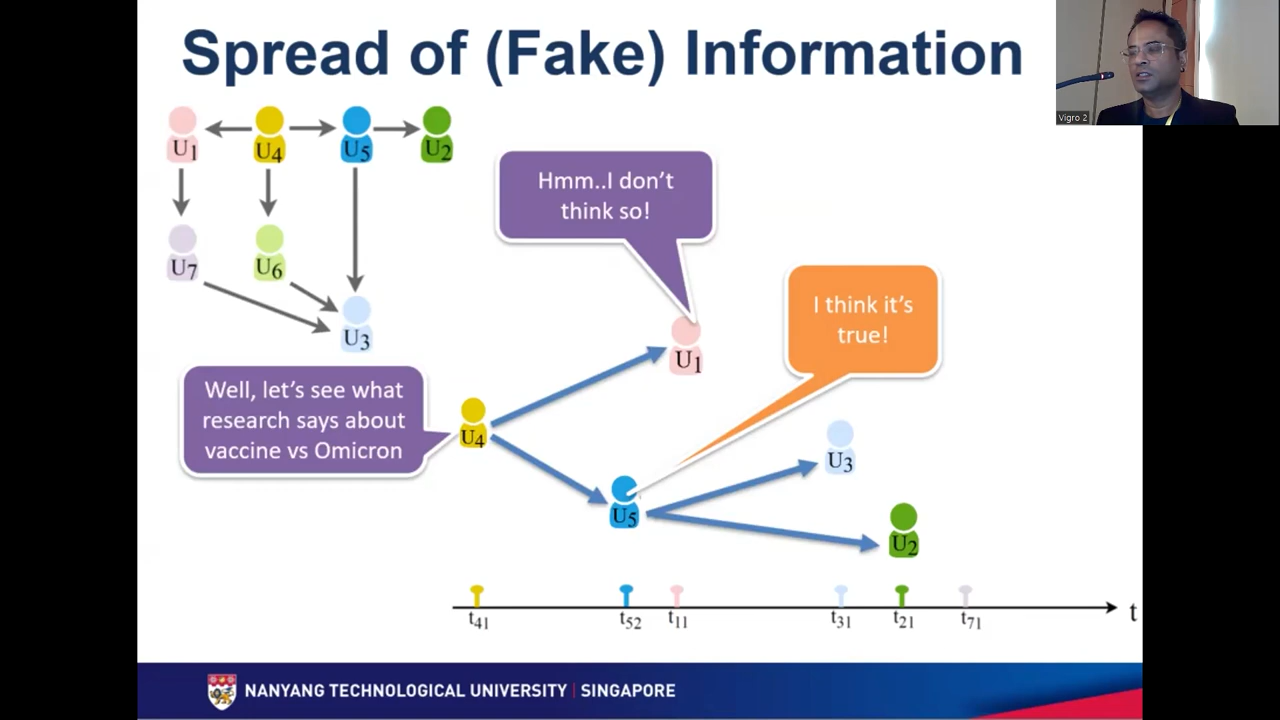 Spread of (Fake) Information
Vigro 2
U1
U4
U5
U2
U7
U6
U3
Hmm..I don't
think so!
I think it's
true!
Well, let's see what
research says about
vaccine vs Omicron
U1
U4
U3
U5
U2
t41
t52
t11
t31
t21
t71
t
NANYANG TECHNOLOGICAL UNIVERSITY | SINGAPORE